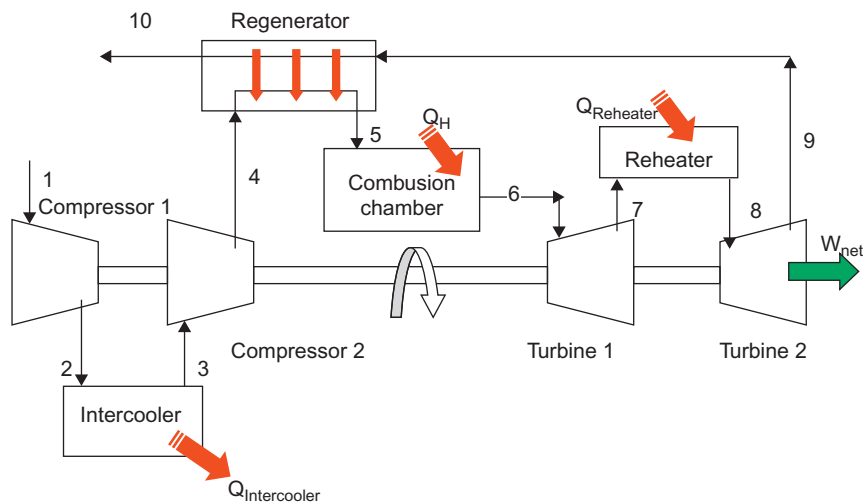 10
Regenerator
Q_H
Q_Reheater
5
9
1
4
Combusion
chamber
Reheater
6
7
8
Compressor 1
W_net
2
3
Compressor 2
Turbine 1
Turbine 2
Intercooler
Q_Intercooler